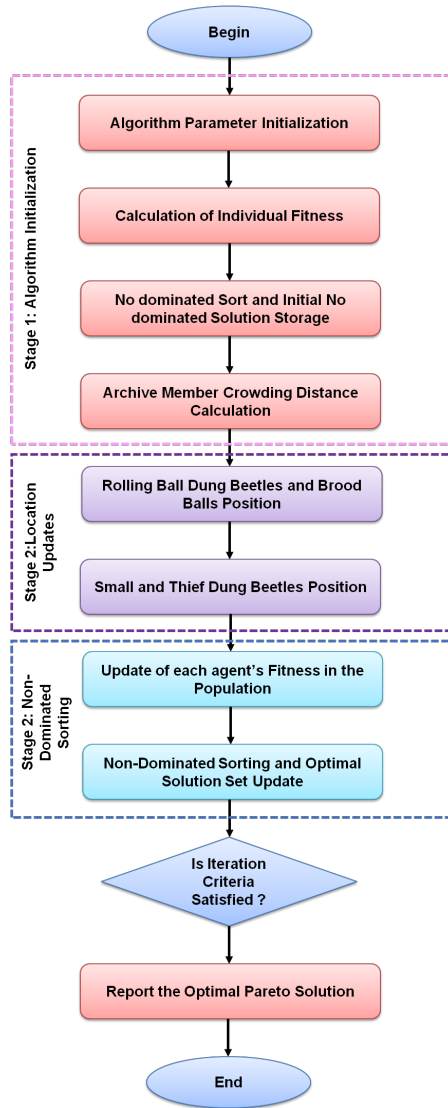 Begin
Stage 1: Algorithm Initialization
Algorithm Parameter Initialization
Calculation of Individual Fitness
No dominated Sort and Initial No
dominated Solution Storage
Archive Member Crowding Distance
Calculation
Stage 2:Location
Updates
Rolling Ball Dung Beetles and Brood
Balls Position
Small and Thief Dung Beetles Position
Stage 2: Non-
Dominated
Sorting
Update of each agent's Fitness in the
Population
Non-Dominated Sorting and Optimal
Solution Set Update
Is Iteration
Criteria
Satisfied ?
Report the Optimal Pareto Solution
End